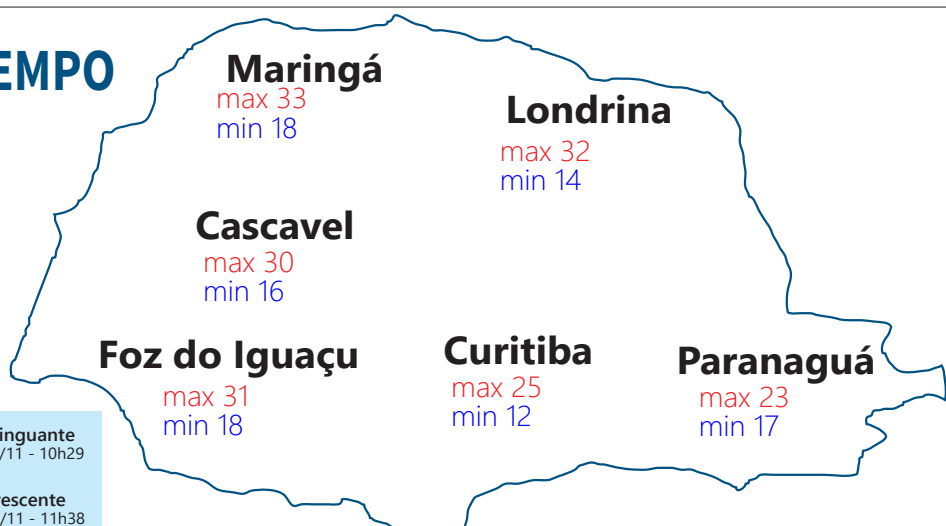 EMPO
Maringá
max 33
min 18
Londrina
max 32
min 14
Cascavel
max 30
min 16
Foz do Iguaçu
max 31
min 18
Curitiba
max 25
min 12
Paranaguá
max 23
min 17
inguante
/11 - 10h29
escente
/11 - 11h38